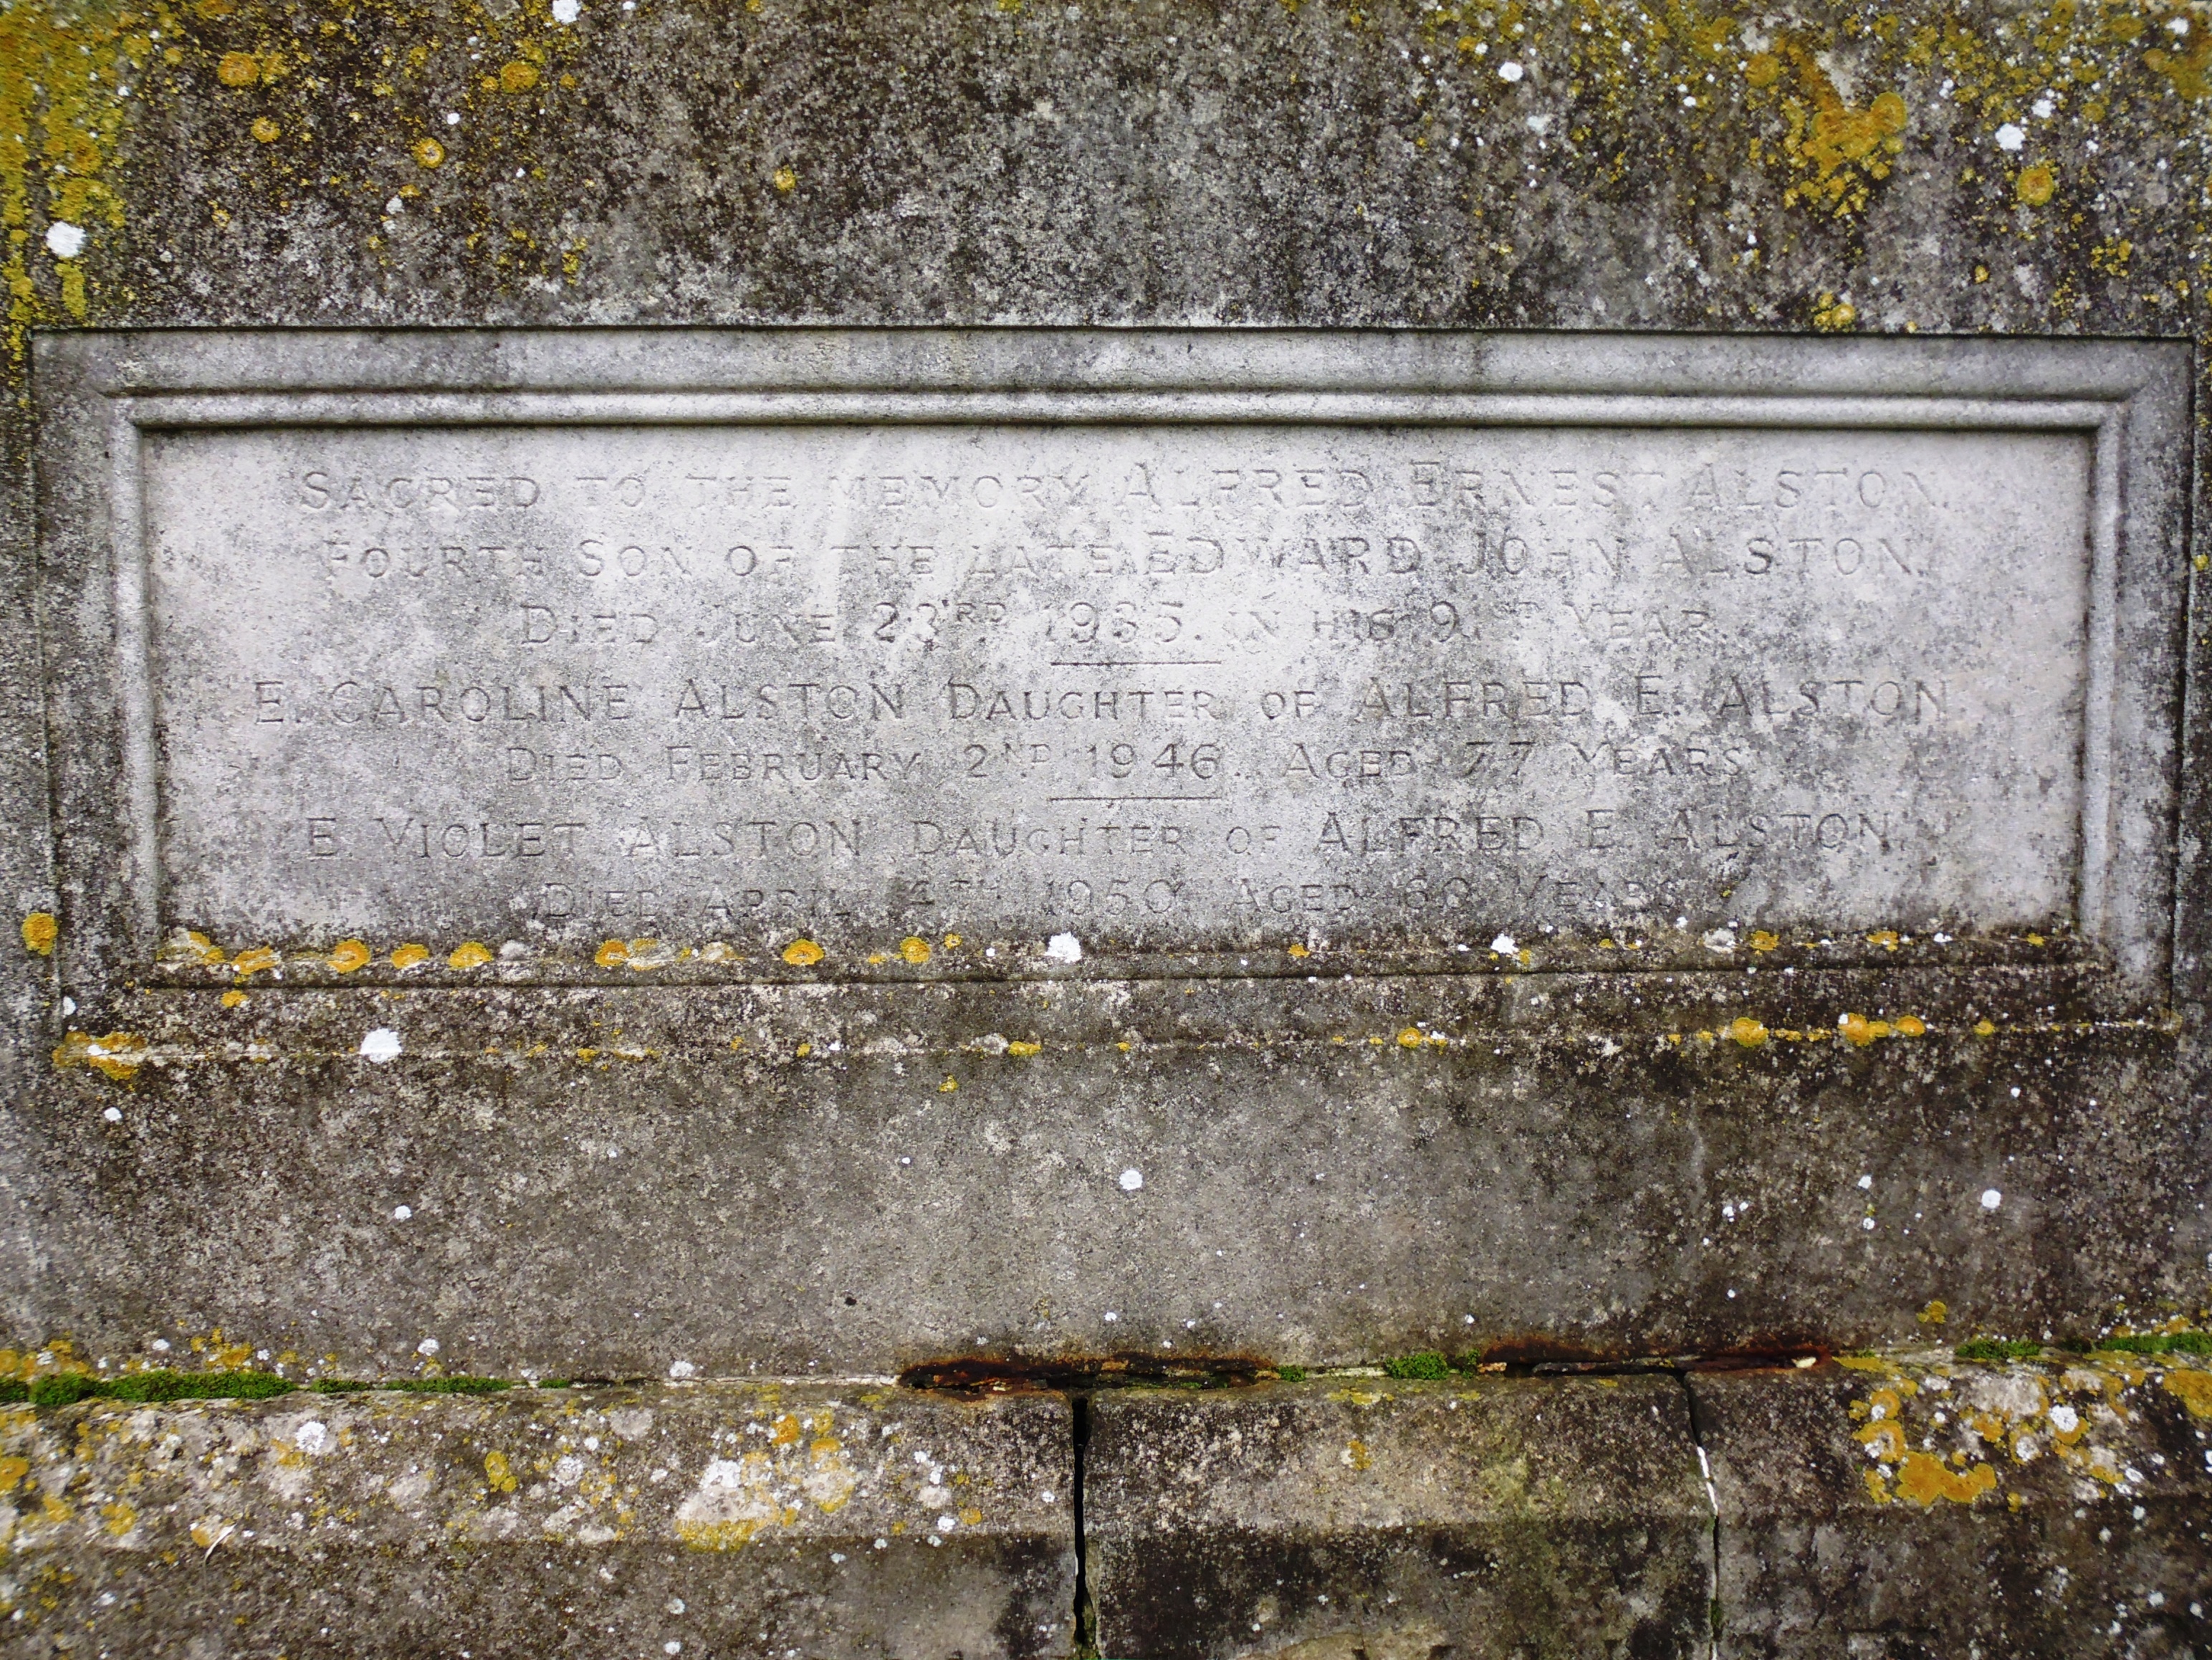 SACRED TO THE MEMORY ALFRED ERNEST ALSTON.
FOURTH SON OF THE LATE EDWARD JOHN ALSTON.
DIED JUNE 23RD 1935. IN HIS YEAR.
E. CAROLINE ALSTON DAUGHTER OF ALFRED E. ALSTON.
DIED FEBRUARY 2ND 1946. AGED 77 YEARS
E. VIOLET ALSTON DAUGHTER OF ALFRED E. ALSTON.
DIED APRIL 4TH 1950. AGED YEARS